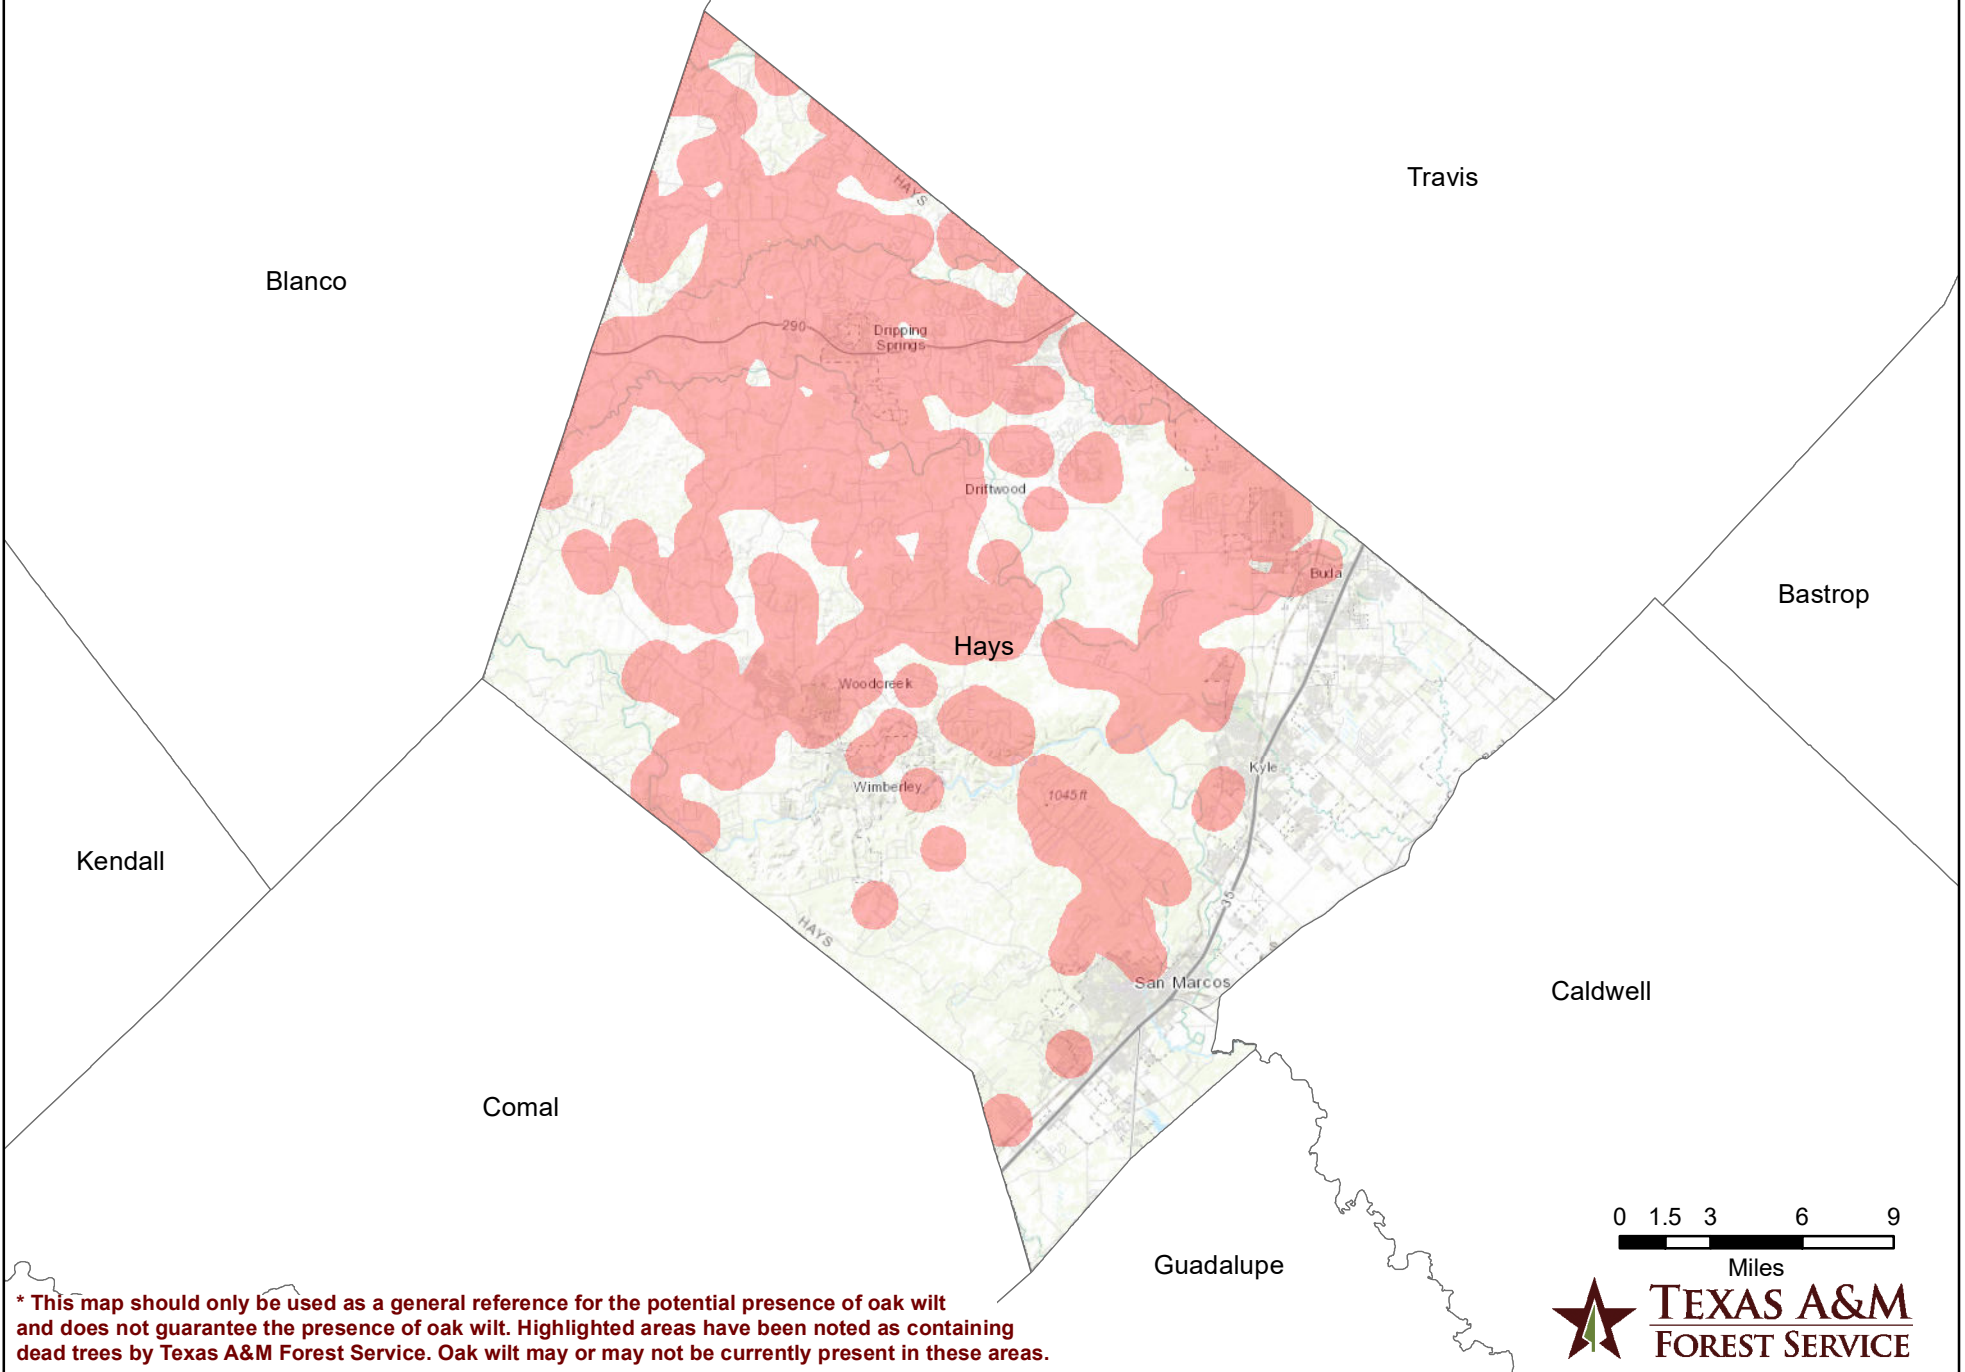 Travis
HAYS
Blanco
290
Dripping
Springs
Driftwood
Buda
Bastrop
Hays
Woodcreek
Kyle
Wimberley
1045 ft
Kendall
35
HAYS
San Marcos
Caldwell
Comal
0 1.5 3 6 9
Miles
Guadalupe
* This map should only be used as a general reference for the potential presence of oak wilt
and does not guarantee the presence of oak wilt. Highlighted areas have been noted as containing
dead trees by Texas A&M Forest Service. Oak wilt may or may not be currently present in these areas.
TEXAS A&M
FOREST SERVICE